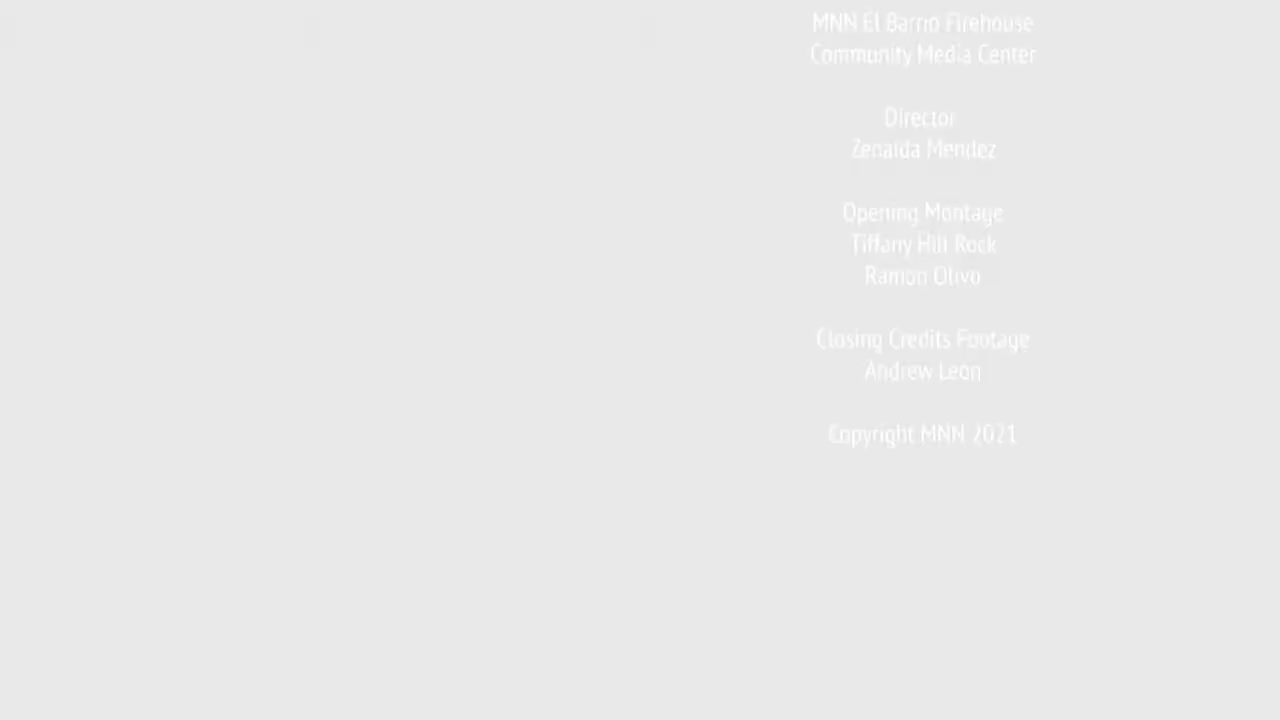 MNN El Barrio Firehouse
Community Media Center
Director
Zenaida Mendez
Opening Montage
Tiffany Hill Rock
Ramon Olivo
Closing Credits Footage
Andrew Leon
Copyright MNN 2021